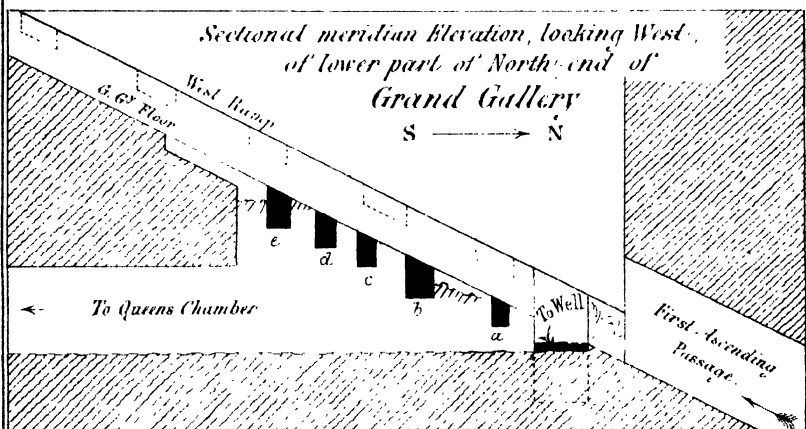 Sectional meridian Elevation, looking West,
of lower part of North end of
Grand Gallery
S N
West Ramp
G. Gy Floor
e
d
c
b
a
To Well
To Queens Chamber
First Ascending
Passage.